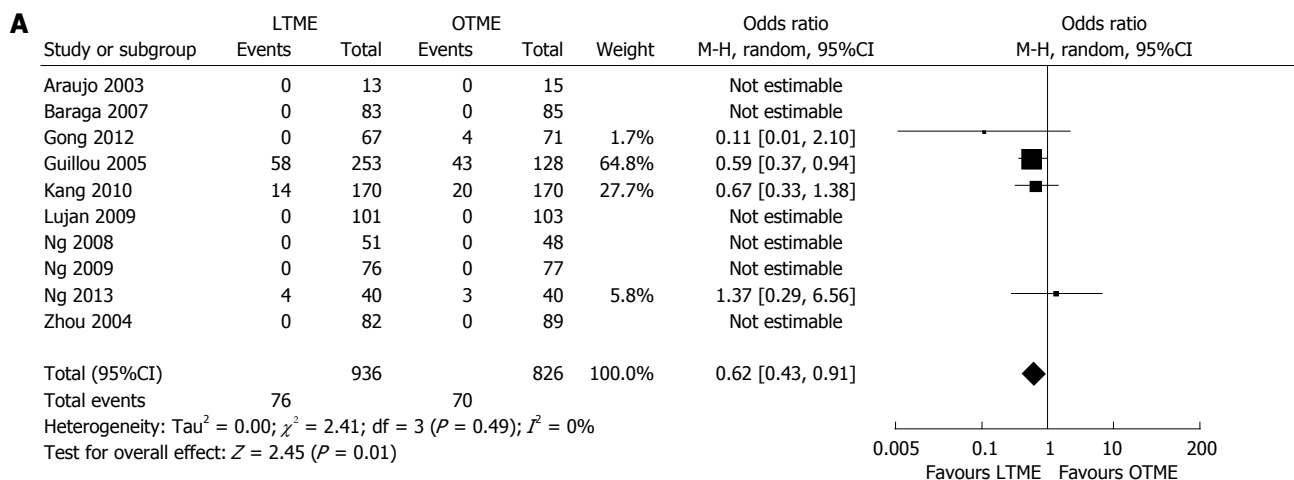 A
LTME OTME Odds ratio Odds ratio
Study or subgroup Events Total Events Total Weight M-H, random, 95%CI M-H, random, 95%CI
Araujo 2003 0 13 0 15 Not estimable
Baraga 2007 0 83 0 85 Not estimable
Gong 2012 0 67 4 71 1.7% 0.11 [0.01, 2.10]
Guillou 2005 58 253 43 128 64.8% 0.59 [0.37, 0.94]
Kang 2010 14 170 20 170 27.7% 0.67 [0.33, 1.38]
Lujan 2009 0 101 0 103 Not estimable
Ng 2008 0 51 0 48 Not estimable
Ng 2009 0 76 0 77 Not estimable
Ng 2013 4 40 3 40 5.8% 1.37 [0.29, 6.56]
Zhou 2004 0 82 0 89 Not estimable
Total (95%CI) 936 826 100.0% 0.62 [0.43, 0.91]
Total events 76 70
Heterogeneity: Tau² = 0.00; χ² = 2.41; df = 3 (P = 0.49); I² = 0%
Test for overall effect: Z = 2.45 (P = 0.01)
0.005 0.1 1 10 200
Favours LTME Favours OTME